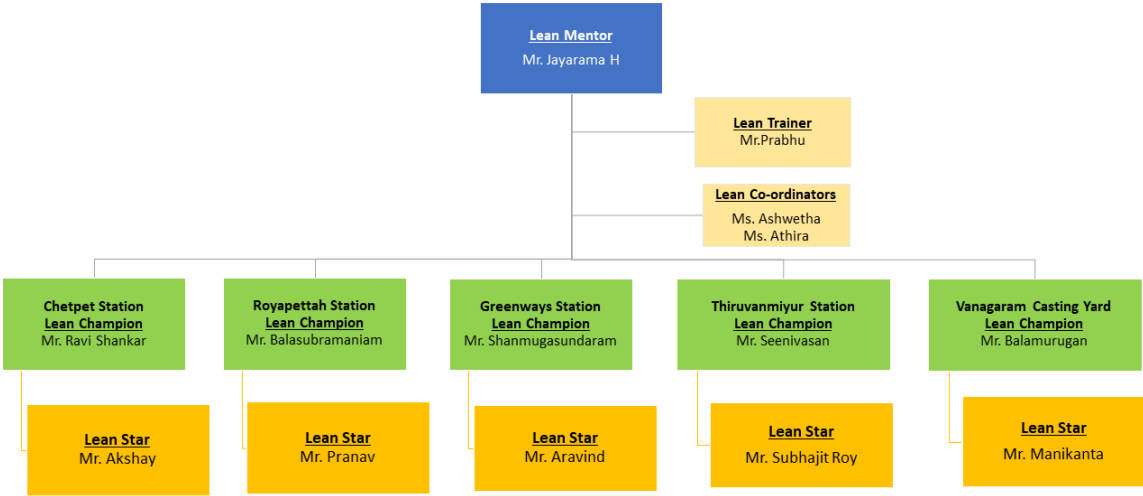 Lean Mentor
Mr. Jayarama H
Lean Trainer
Mr.Prabhu
Lean Co-ordinators
Ms. Ashwetha
Ms. Athira
Chetpet Station
Lean Champion
Mr. Ravi Shankar
Royapettah Station
Lean Champion
Mr. Balasubramaniam
Greenways Station
Lean Champion
Mr. Shanmugasundaram
Thiruvanmiyur Station
Lean Champion
Mr. Seenivasan
Vanagaram Casting Yard
Lean Champion
Mr. Balamurugan
Lean Star
Mr. Akshay
Lean Star
Mr. Pranav
Lean Star
Mr. Aravind
Lean Star
Mr. Subhajit Roy
Lean Star
Mr. Manikanta